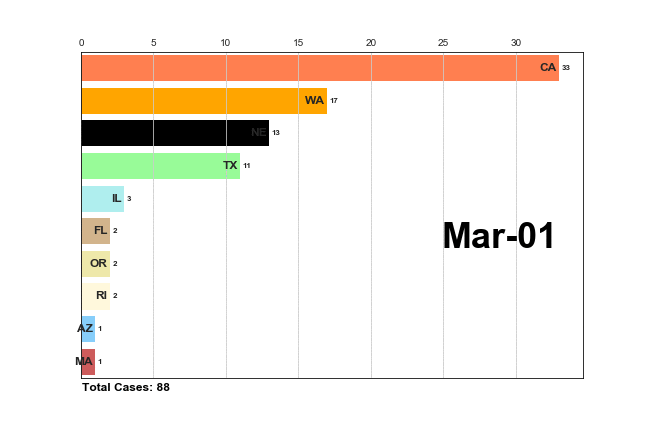 0 5 10 15 20 25 30
CA 33
WA 17
NE 13
TX 11
IL 3
FL 2
Mar-01
OR 2
RI 2
AZ 1
MA 1
Total Cases: 88